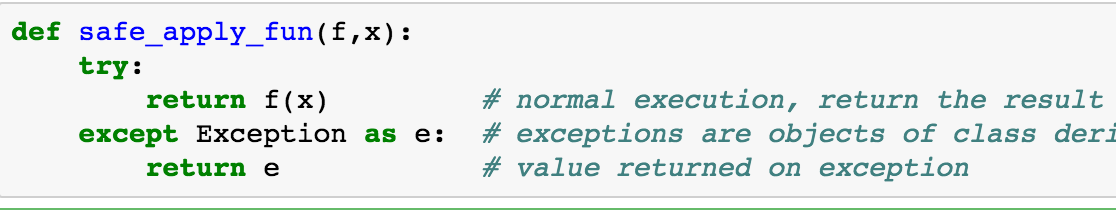 def safe_apply_fun(f,x):
    try:
        return f(x)         # normal execution, return the result
    except Exception as e:  # exceptions are objects of class
        return e            # value returned on exception